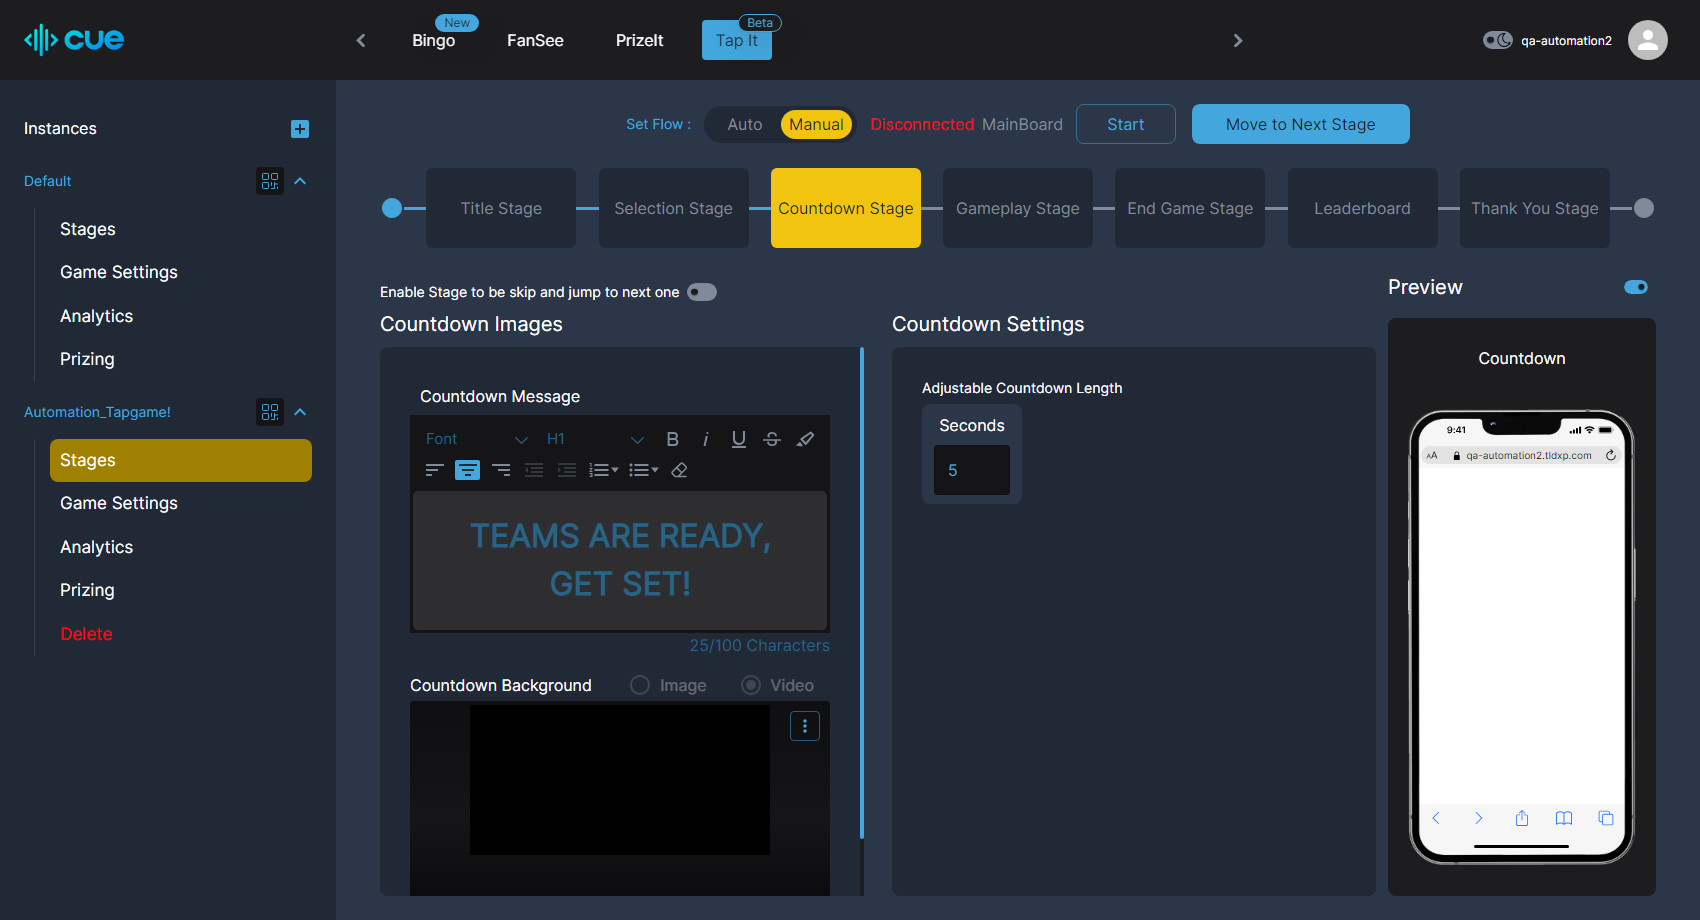 cue
New
Bingo
FanSee
PrizeIt
Beta
Tap It
qa-automation2
Instances
Default
Stages
Game Settings
Analytics
Prizing
Automation_Tapgame!
Stages
Game Settings
Analytics
Prizing
Delete
Set Flow :
Auto
Manual
Disconnected MainBoard
Start
Move to Next Stage
Title Stage
Selection Stage
Countdown Stage
Gameplay Stage
End Game Stage
Leaderboard
Thank You Stage
Enable Stage to be skip and jump to next one
Countdown Images
Countdown Message
Font
H1
B
i
U
S
TEAMS ARE READY,
GET SET!
25/100 Characters
Countdown Background
Image
Video
Countdown Settings
Adjustable Countdown Length
Seconds
5
Preview
Countdown
9:41
AA
qa-automation2.tldxp.com